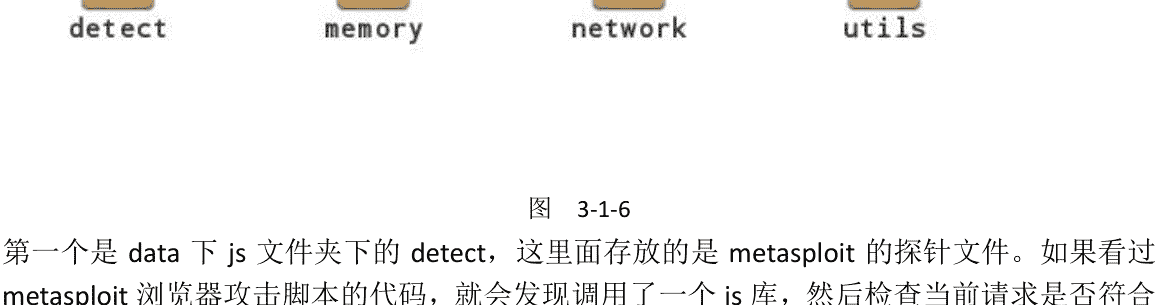 detect memory network utils
图 3-1-6
第一个是 data 下 js 文件夹下的 detect，这里面存放的是 metasploit 的探针文件。如果看过
metasploit 浏览器攻击脚本的代码，就会发现调用了一个 js 库，然后检查当前请求是否符合